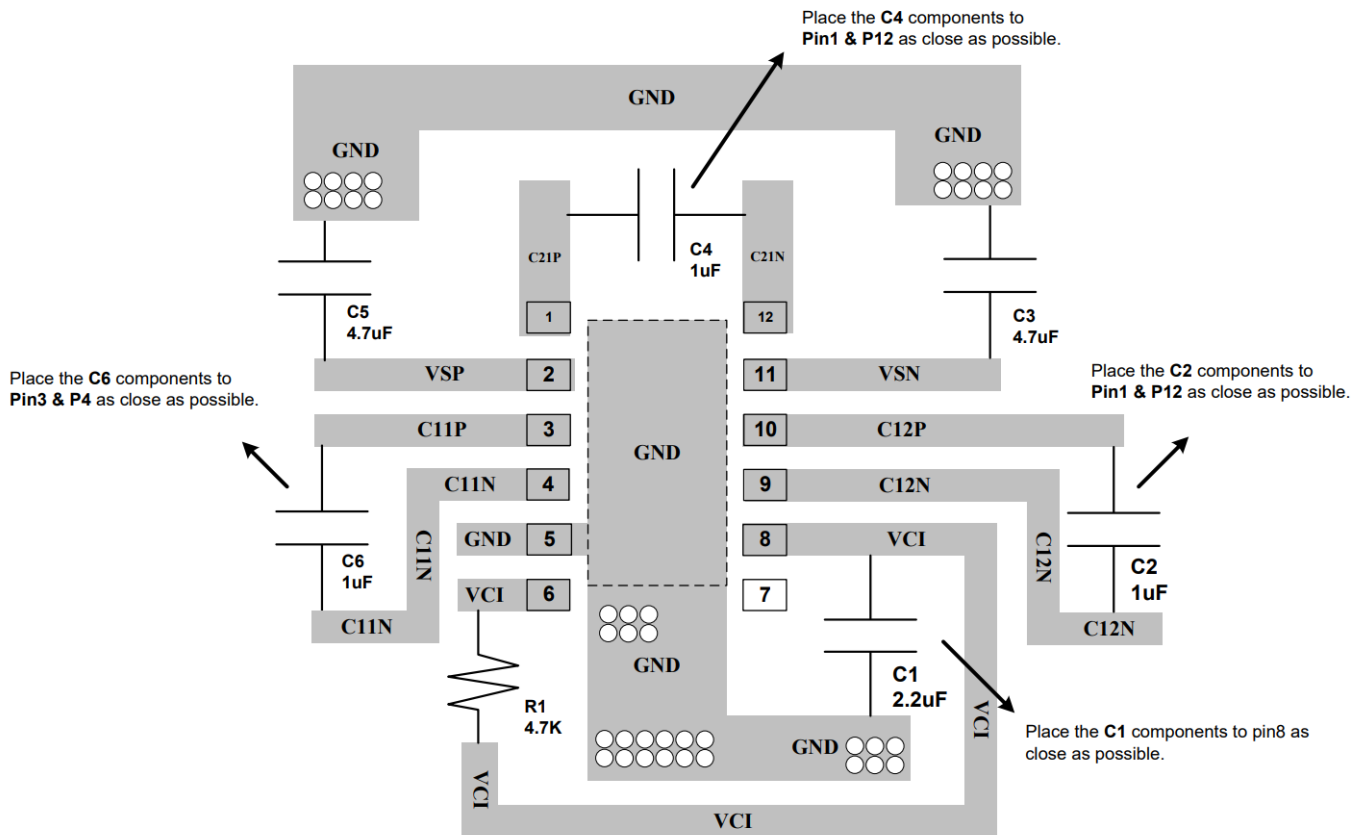 Place the C4 components to
Pin1 & P12 as close as possible.
GND
GND
GND
C21P
C4
1uF
C21N
C5
4.7uF
1
12
C3
4.7uF
Place the C6 components to
Pin3 & P4 as close as possible.
VSP
2
11
VSN
Place the C2 components to
Pin1 & P12 as close as possible.
C11P
3
GND
10
C12P
C11N
4
9
C12N
C11N
GND
5
8
VCI
C12N
C6
1uF
VCI
6
7
C2
1uF
C11N
C12N
GND
C1
2.2uF
R1
4.7K
VCI
Place the C1 components to pin8 as
close as possible.
GND
VCI
VCI